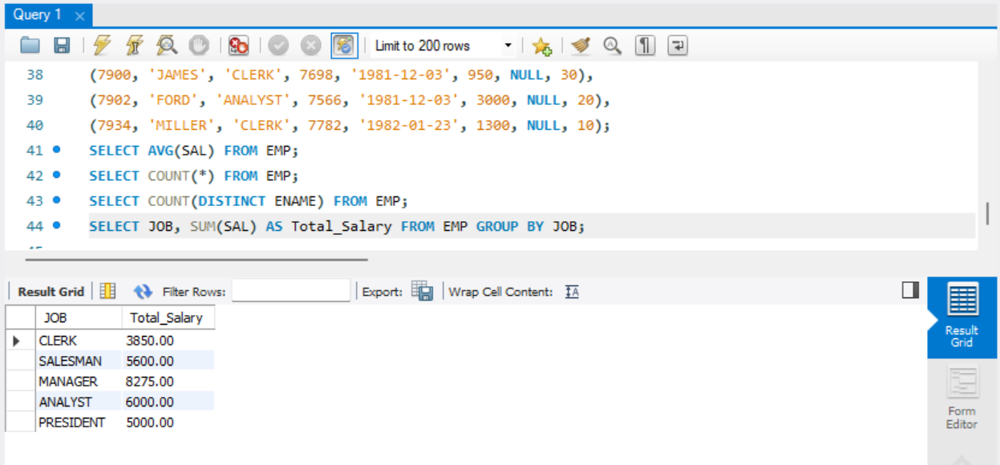 Query 1
Limit to 200 rows
38 (7900, 'JAMES', 'CLERK', 7698, '1981-12-03', 950, NULL, 30),
39 (7902, 'FORD', 'ANALYST', 7566, '1981-12-03', 3000, NULL, 20),
40 (7934, 'MILLER', 'CLERK', 7782, '1982-01-23', 1300, NULL, 10);
41 SELECT AVG(SAL) FROM EMP;
42 SELECT COUNT(*) FROM EMP;
43 SELECT COUNT(DISTINCT ENAME) FROM EMP;
44 SELECT JOB, SUM(SAL) AS Total_Salary FROM EMP GROUP BY JOB;
Result Grid Filter Rows: Export: Wrap Cell Content:
JOB Total_Salary
CLERK 3850.00
SALESMAN 5600.00
MANAGER 8275.00
ANALYST 6000.00
PRESIDENT 5000.00
Result
Grid
Form
Editor